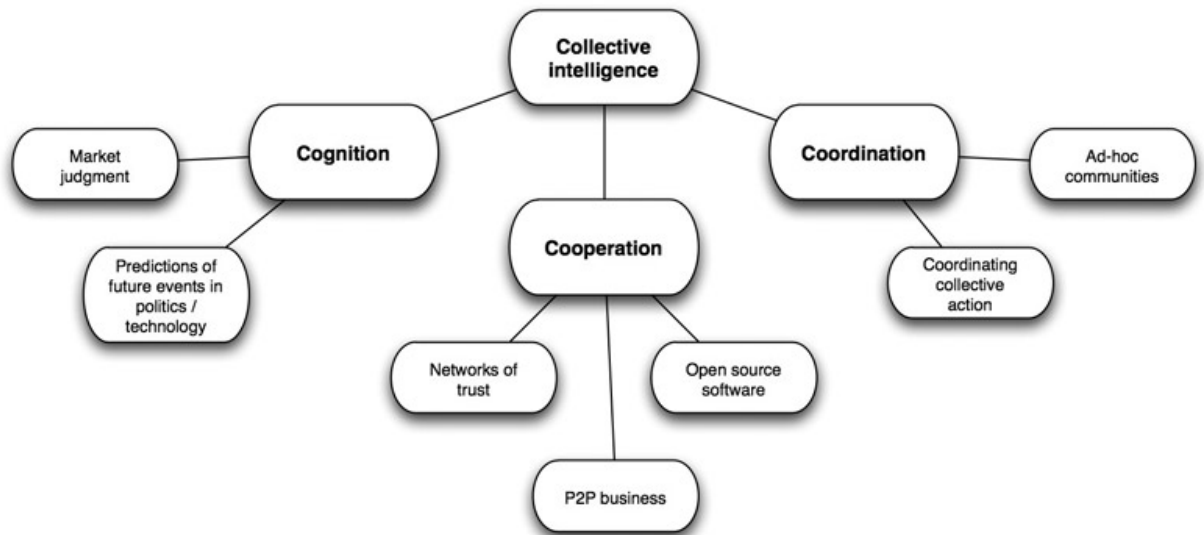 Collective
intelligence
Cognition
Coordination
Market
judgment
Ad-hoc
communities
Cooperation
Predictions of
future events in
politics /
technology
Coordinating
collective
action
Networks of
trust
Open source
software
P2P business